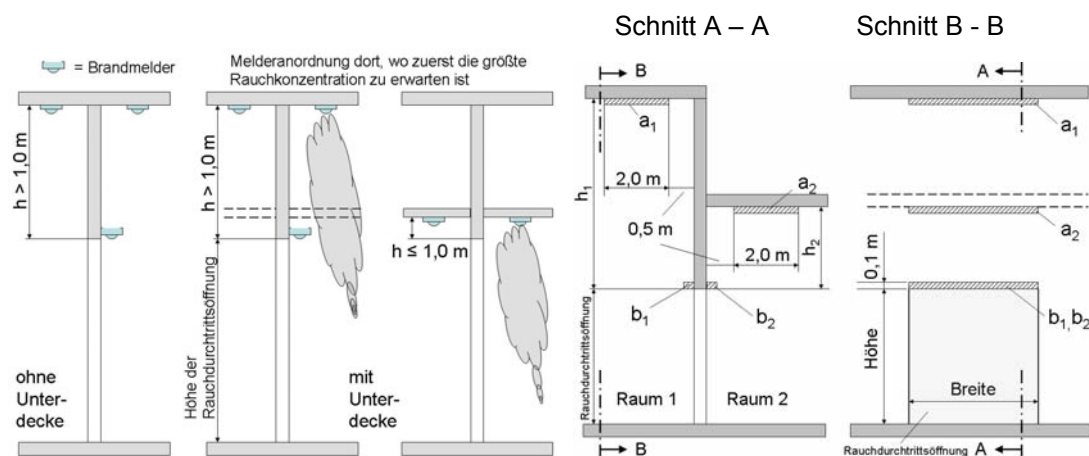 = Brandmelder
Melderanordnung dort, wo zuerst die größte
Rauchkonzentration zu erwarten ist
h > 1,0 m
h > 1,0 m
h ≤ 1,0 m
Höhe der
Rauchdurchtrittsöffnung
ohne
Unter-
decke
mit
Unter-
decke
Schnitt A – A
B
a₁
h₁
2,0 m
a₂
0,5 m
2,0 m
h₂
b₁
b₂
Rauchdurchtrittsöffnung
Raum 1
Raum 2
B
Schnitt B - B
A
a₁
a₂
0,1 m
b₁,b₂
Höhe
Breite
Rauchdurchtrittsöffnung
A